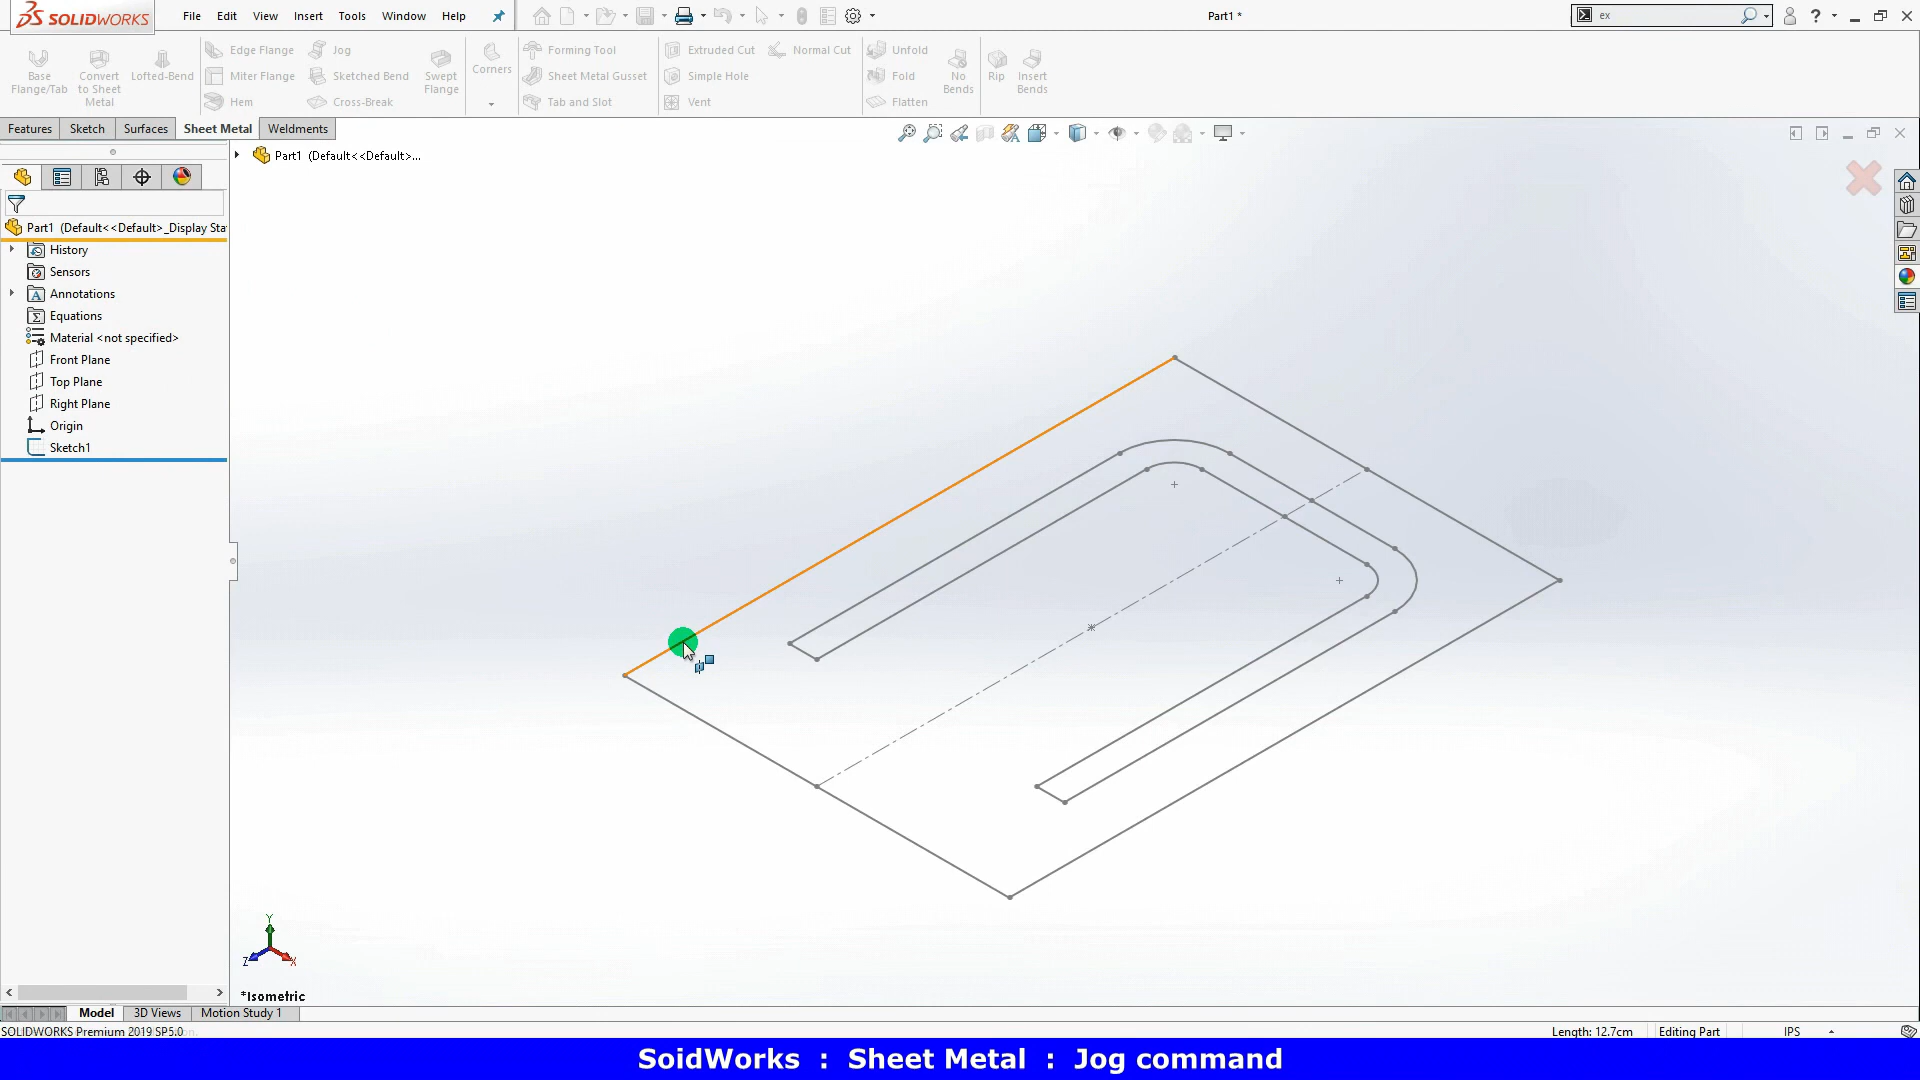 SOLIDWORKS
File Edit View Insert Tools Window Help
Part1 *
ex
Base Flange/Tab
Convert to Sheet Metal
Lofted-Bend
Edge Flange
Miter Flange
Hem
Jog
Sketched Bend
Cross-Break
Swept Flange
Corners
Forming Tool
Sheet Metal Gusset
Tab and Slot
Extruded Cut
Simple Hole
Vent
Normal Cut
Unfold
Fold
Flatten
No Bends
Rip
Insert Bends
Features Sketch Surfaces Sheet Metal Weldments
Part1 (Default<<Default>...
Part1 (Default<<Default>_Display Sta
History
Sensors
Annotations
Equations
Material <not specified>
Front Plane
Top Plane
Right Plane
Origin
Sketch1
Y
Z X
*Isometric
Model 3D Views Motion Study 1
SOLIDWORKS Premium 2019 SP5.0
Length: 12.7cm Editing Part IPS
SoidWorks : Sheet Metal : Jog command